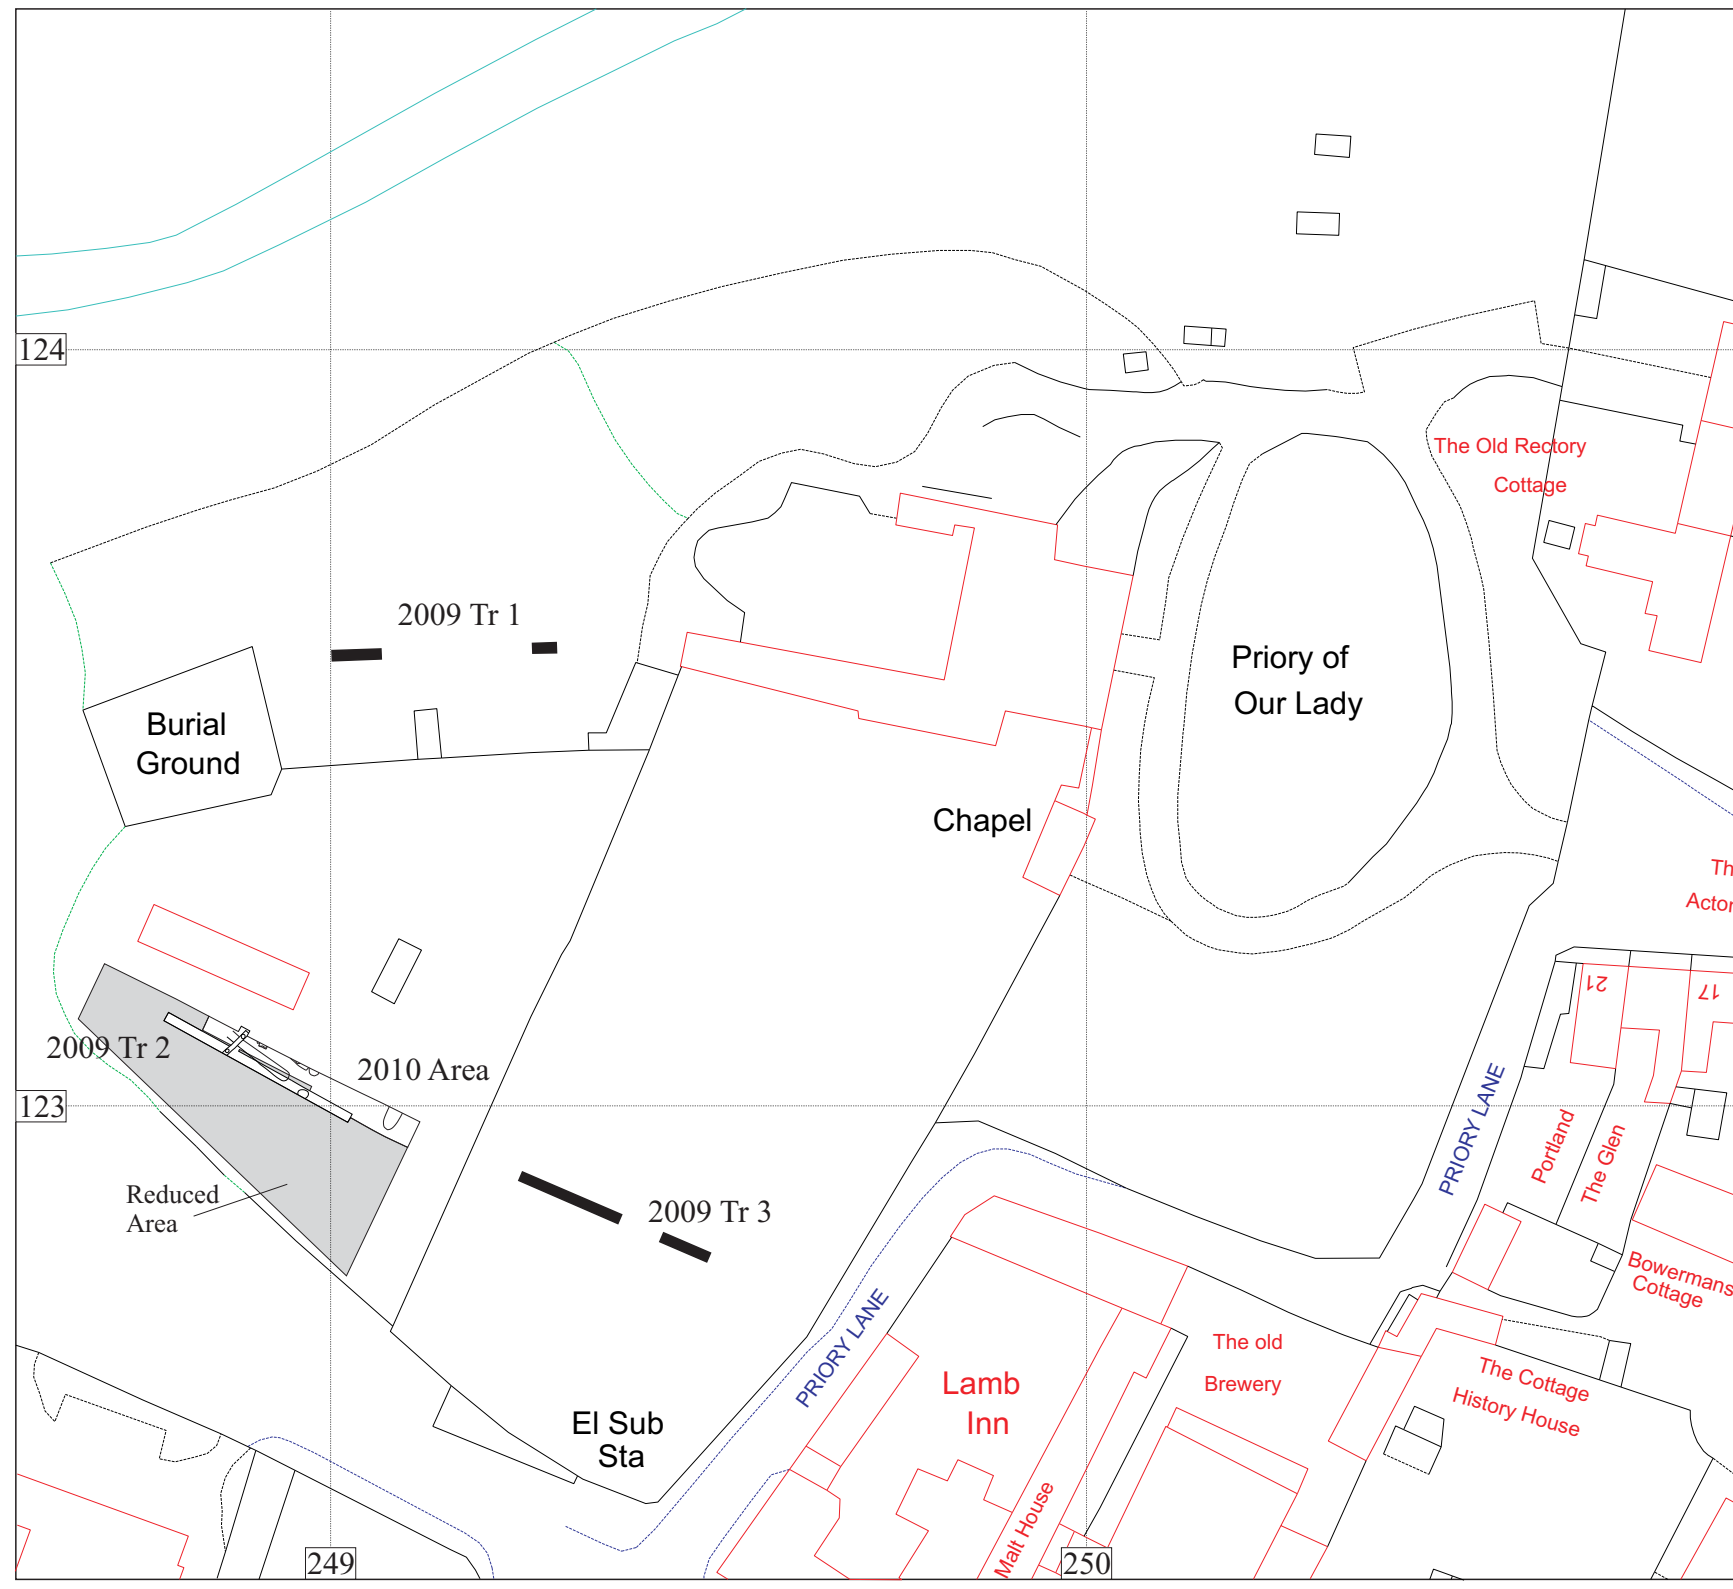 124
The Old Rectory
Cottage
2009 Tr 1
Priory of
Our Lady
Burial
Ground
Chapel
Th
Actor
21
17
2009 Tr 2
2010 Area
123
PRIORY LANE
Portland
The Glen
Reduced
Area
2009 Tr 3
Bowermans
Cottage
PRIORY LANE
The old
Brewery
Lamb
Inn
The Cottage
History House
El Sub
Sta
Malt House
249
250